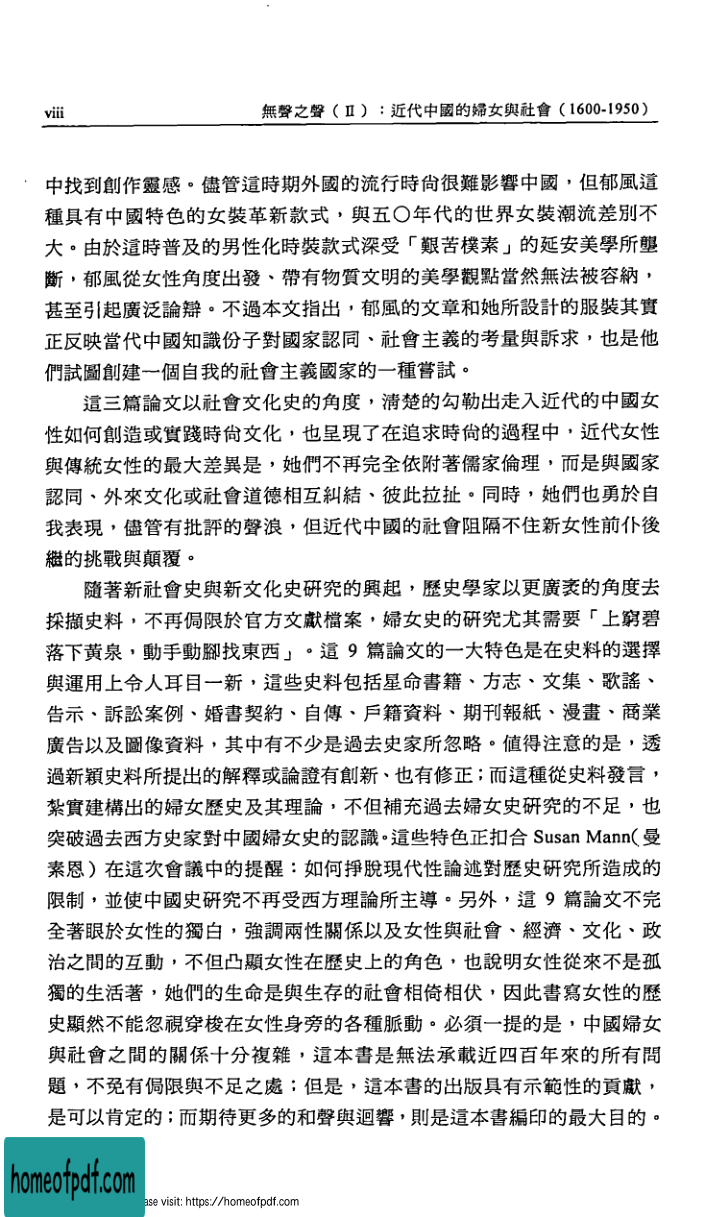 viii 無聲之聲（Ⅱ）：近代中國的婦女與社會（1600-1950）
中找到創作靈感。儘管這時期外國的流行時尚很難影響中國，但郁風這
種具有中國特色的女裝革新款式，與五〇年代的世界女裝潮流差別不
大。由於這時普及的男性化時裝款式深受「艱苦樸素」的延安美學所壟
斷，郁風從女性角度出發、帶有物質文明的美學觀點當然無法被容納，
甚至引起廣泛論辯。不過本文指出，郁風的文章和她所設計的服裝其實
正反映當代中國知識份子對國家認同、社會主義的考量與訴求，也是他
們試圖創建一個自我的社會主義國家的一種嘗試。
這三篇論文以社會文化史的角度，清楚的勾勒出走入近代的中國女
性如何創造或實踐時尚文化，也呈現了在追求時尚的過程中，近代女性
與傳統女性的最大差異是，她們不再完全依附著儒家倫理，而是與國家
認同、外來文化或社會道德相互糾結、彼此拉扯。同時，她們也勇於自
我表現，儘管有批評的聲浪，但近代中國的社會阻隔不住新女性前仆後
繼的挑戰與顛覆。
隨著新社會史與新文化史研究的興起，歷史學家以更廣袤的角度去
採擷史料，不再侷限於官方文獻檔案，婦女史的研究尤其需要「上窮碧
落下黃泉，動手動腳找東西」。這 9 篇論文的一大特色是在史料的選擇
與運用上令人耳目一新，這些史料包括星命書籍、方志、文集、歌謠、
告示、訴訟案例、婚書契約、自傳、戶籍資料、期刊報紙、漫畫、商業
廣告以及圖像資料，其中有不少是過去史家所忽略。值得注意的是，透
過新穎史料所提出的解釋或論證有創新、也有修正；而這種從史料發言，
紮實建構出的婦女歷史及其理論，不但補充過去婦女史研究的不足，也
突破過去西方史家對中國婦女史的認識。這些特色正扣合 Susan Mann(曼
素恩）在這次會議中的提醒：如何掙脫現代性論述對歷史研究所造成的
限制，並使中國史研究不再受西方理論所主導。另外，這 9 篇論文不完
全著眼於女性的獨白，強調兩性關係以及女性與社會、經濟、文化、政
治之間的互動，不但凸顯女性在歷史上的角色，也說明女性從來不是孤
獨的生活著，她們的生命是與生存的社會相倚相伏，因此書寫女性的歷
史顯然不能忽視穿梭在女性身旁的各種脈動。必須一提的是，中國婦女
與社會之間的關係十分複雜，這本書是無法承載近四百年來的所有問
題，不免有侷限與不足之處；但是，這本書的出版具有示範性的貢獻，
是可以肯定的；而期待更多的和聲與迴響，則是這本書編印的最大目的。
homeofpdf.com
ase visit: https://homeofpdf.com